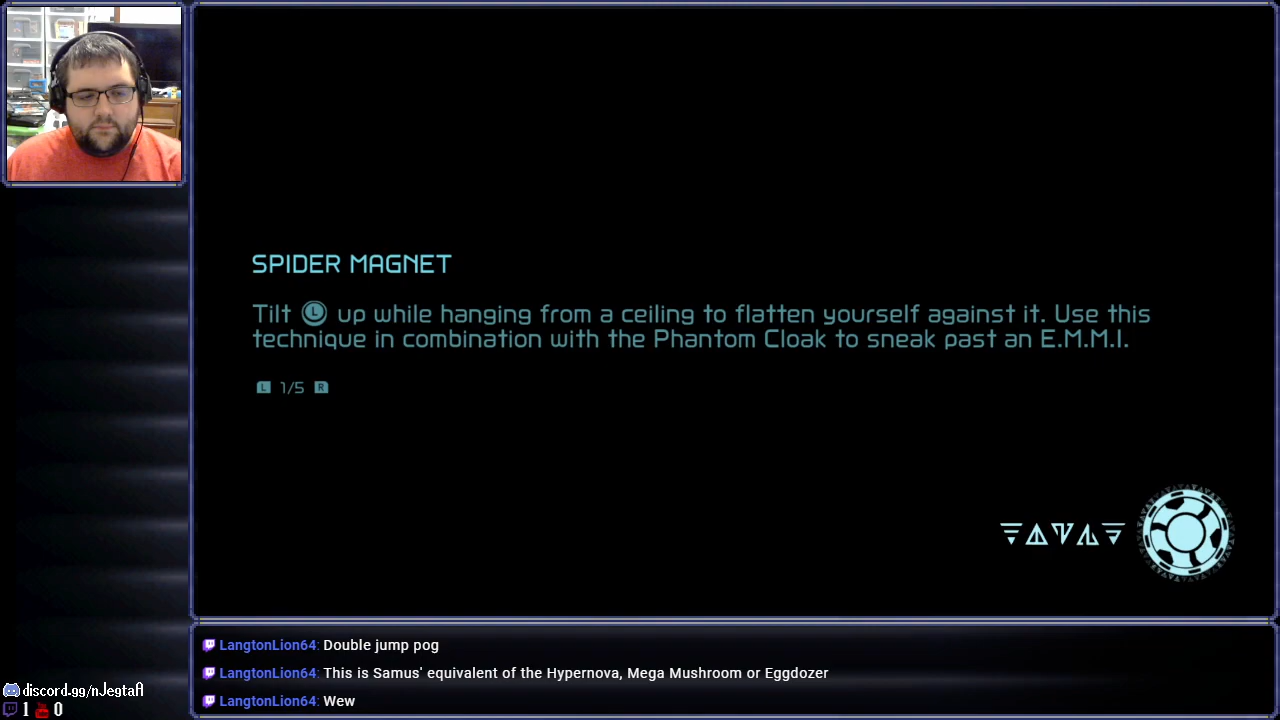 SPIDER MAGNET
Tilt L up while hanging from a ceiling to flatten yourself against it. Use this
technique in combination with the Phantom Cloak to sneak past an E.M.M.I.
L 1/5 R
LangtonLion64: Double jump pog
LangtonLion64: This is Samus' equivalent of the Hypernova, Mega Mushroom or Eggdozer
LangtonLion64: Wew
discord.gg/nJegtaA
1 0